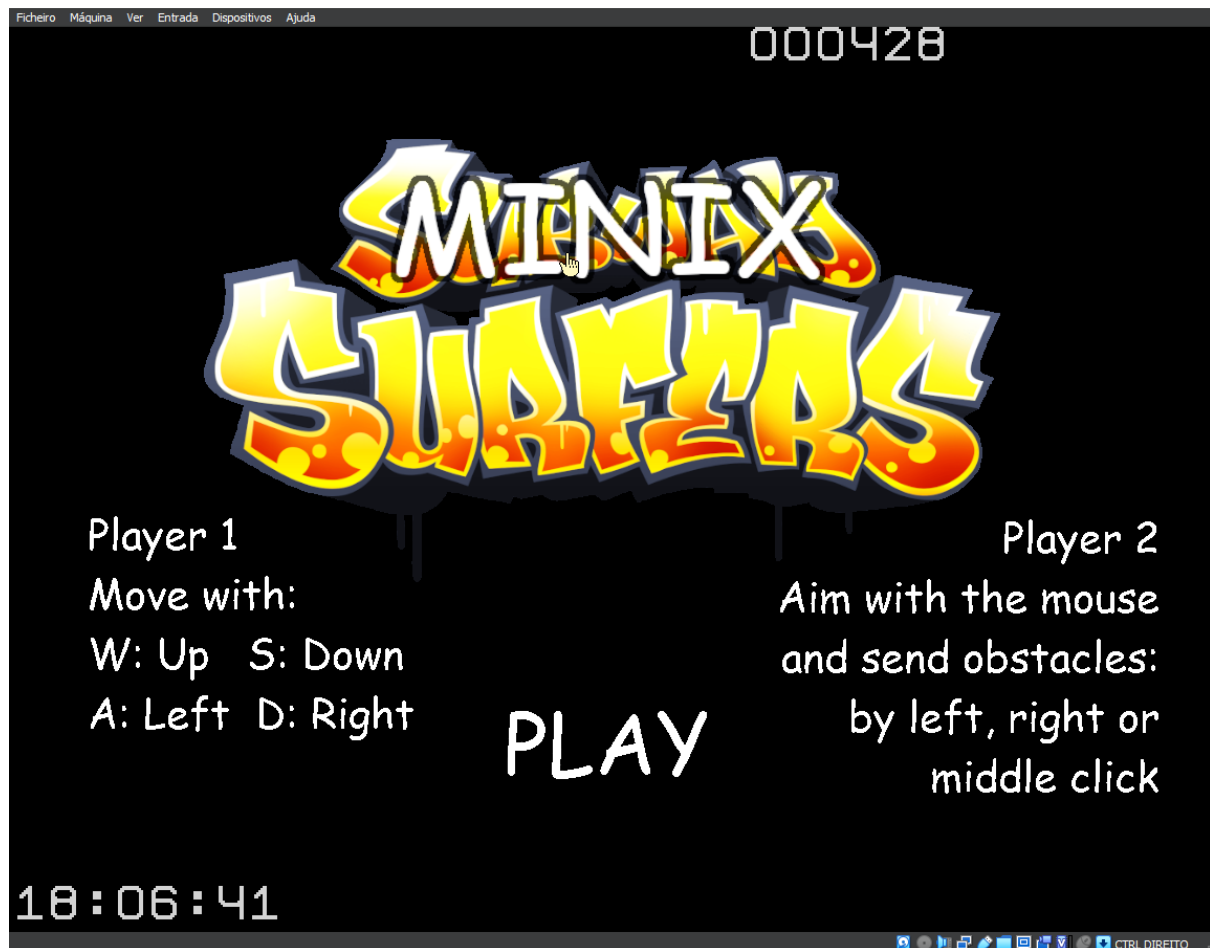 Ficheiro Máquina Ver Entrada Dispositivos Ajuda
000428
MINIX
SURFERS
Player 1
Move with:
W: Up S: Down
A: Left D: Right
PLAY
Player 2
Aim with the mouse
and send obstacles:
by left, right or
middle click
18:06:41
CTRL DIREITO